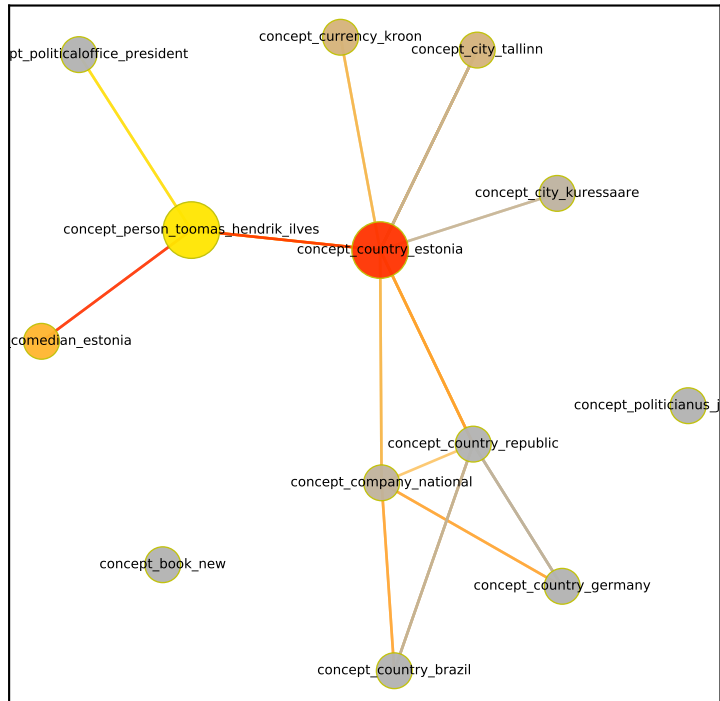 concept_currency_kroon
concept_city_tallinn
pt_politicaloffice_president
concept_city_kuressaare
concept_person_toomas_hendrik_ilves
concept_country_estonia
comedian_estonia
concept_politicianus_j
concept_country_republic
concept_company_national
concept_book_new
concept_country_germany
concept_country_brazil